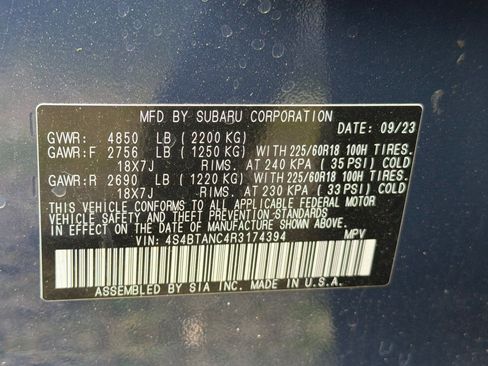 MFD. BY SUBARU CORPORATION
GVWR: 4850 LB ( 2200 KG) DATE: 09/23
GAWR:F 2756 LB ( 1250 KG) WITH 225/60R18 100H TIRES.
18X7J RIMS. AT 240 KPA ( 35 PSI) COLD
GAWR:R 2690 LB ( 1220 KG) WITH 225/60R18 100H TIRES.
18X7J RIMS. AT 230 KPA ( 33 PSI) COLD
THIS VEHICLE CONFORMS TO ALL APPLICABLE FEDERAL MOTOR
VEHICLE SAFETY AND THEFT PREVENTION STANDARDS
IN EFFECT ON THE DATE OF MANUFACTURE SHOWN ABOVE.
VIN: 4S4BTANC4R3174394 MPV
ASSEMBLED BY SIA INC. MADE IN U.S.A.